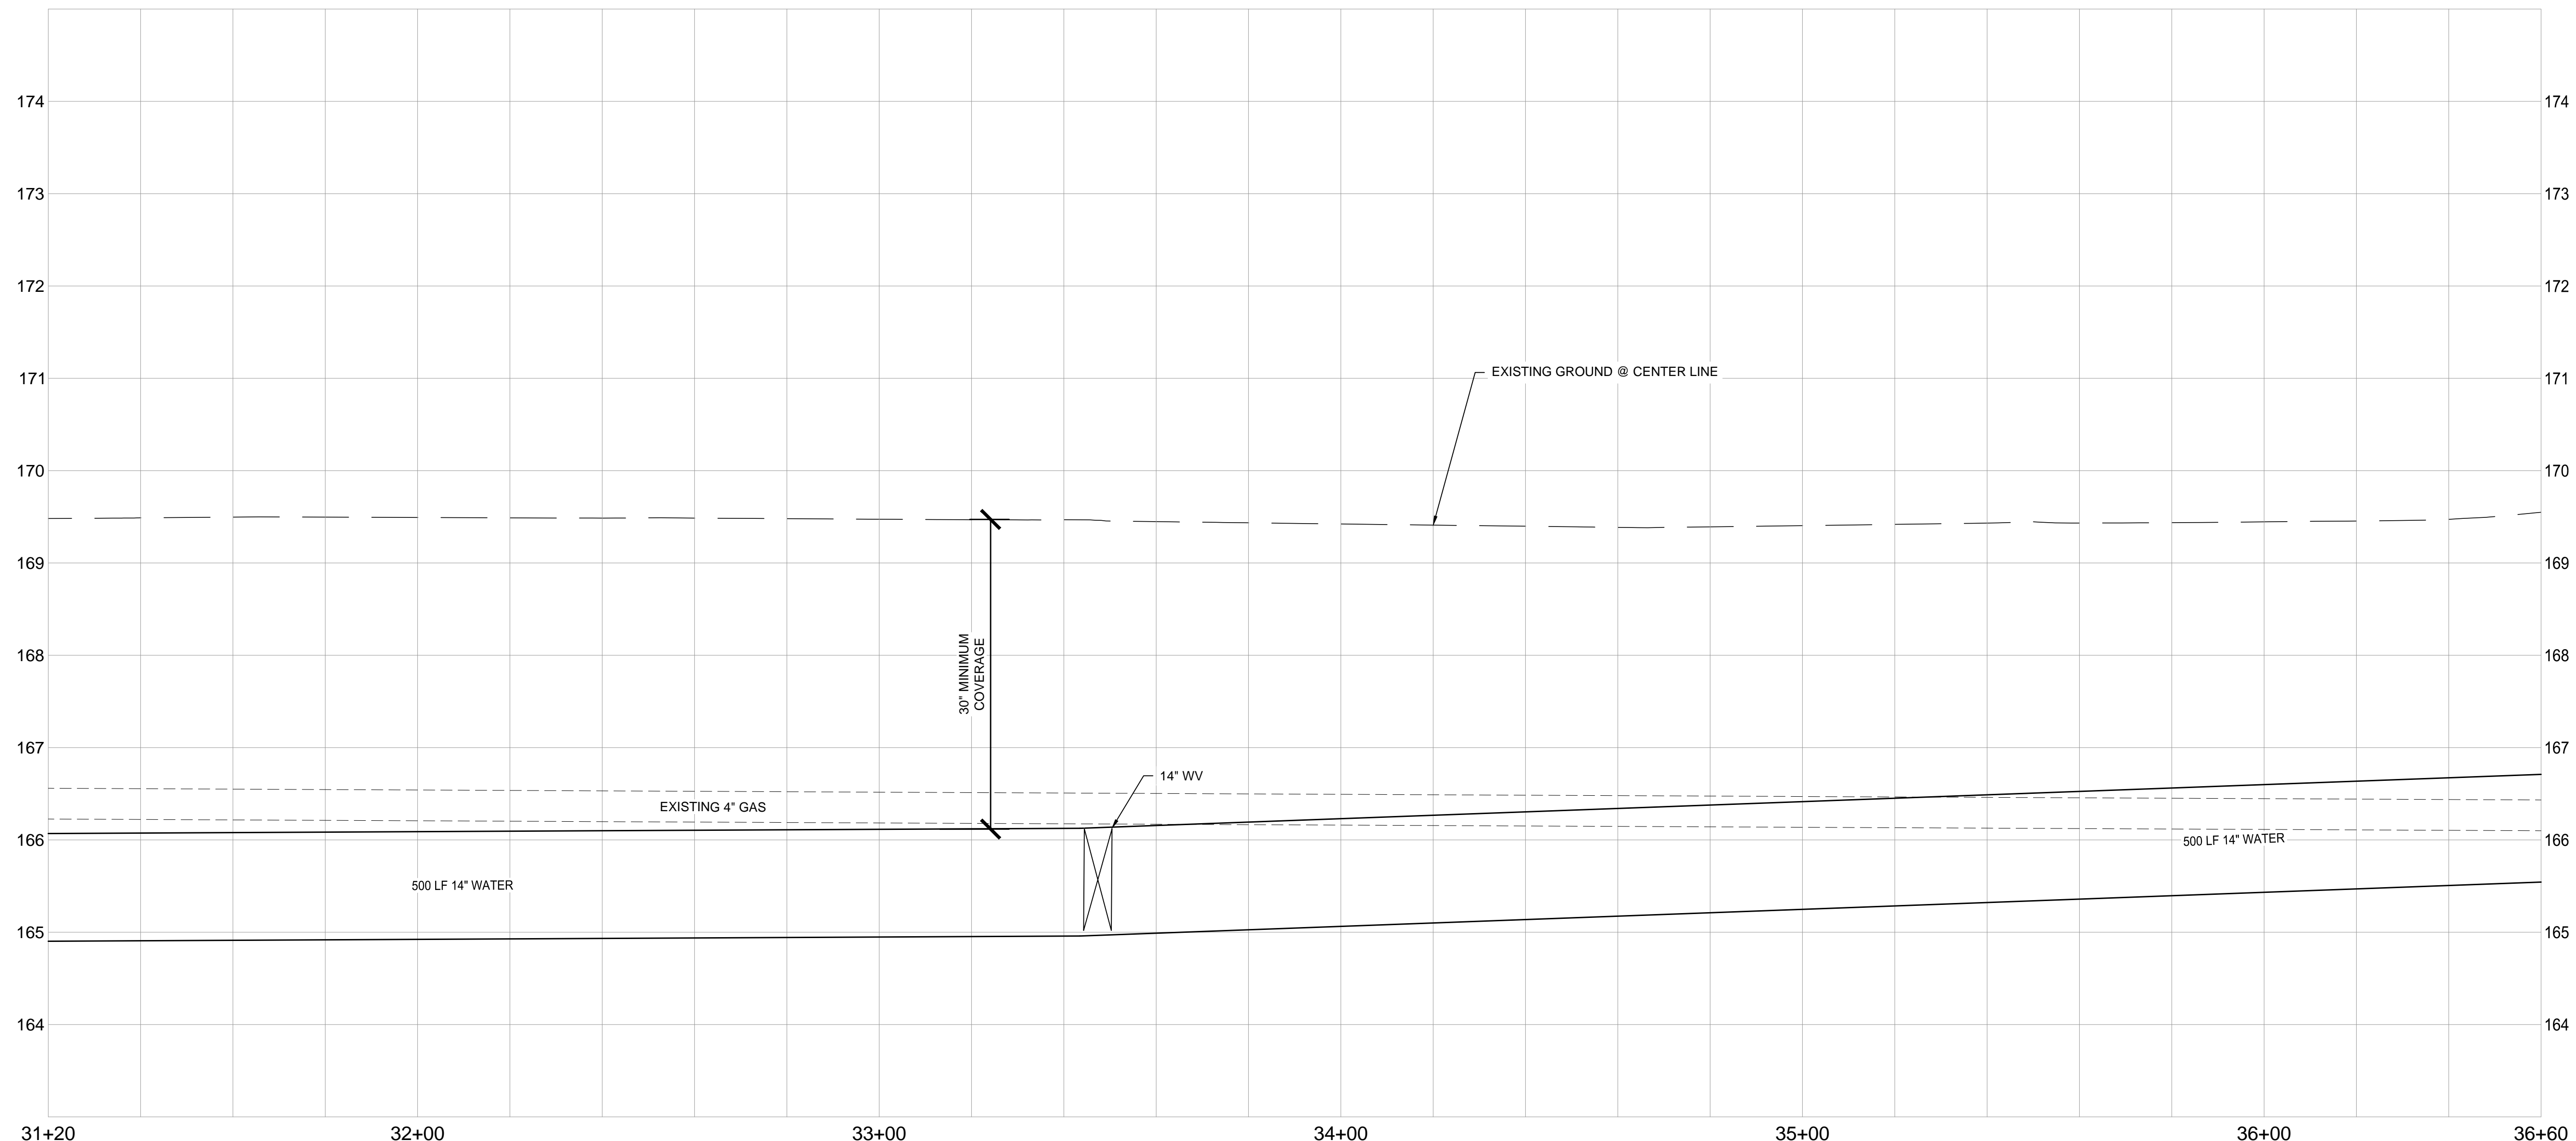 174 174
173 173
172 172
171 EXISTING GROUND @ CENTER LINE 171
170 170
169 169
168 168
30" MINIMUM
COVERAGE
167 167
14" WV
EXISTING 4" GAS
166 500 LF 14" WATER 166
500 LF 14" WATER
165 165
164 164
31+20 32+00 33+00 34+00 35+00 36+00 36+60